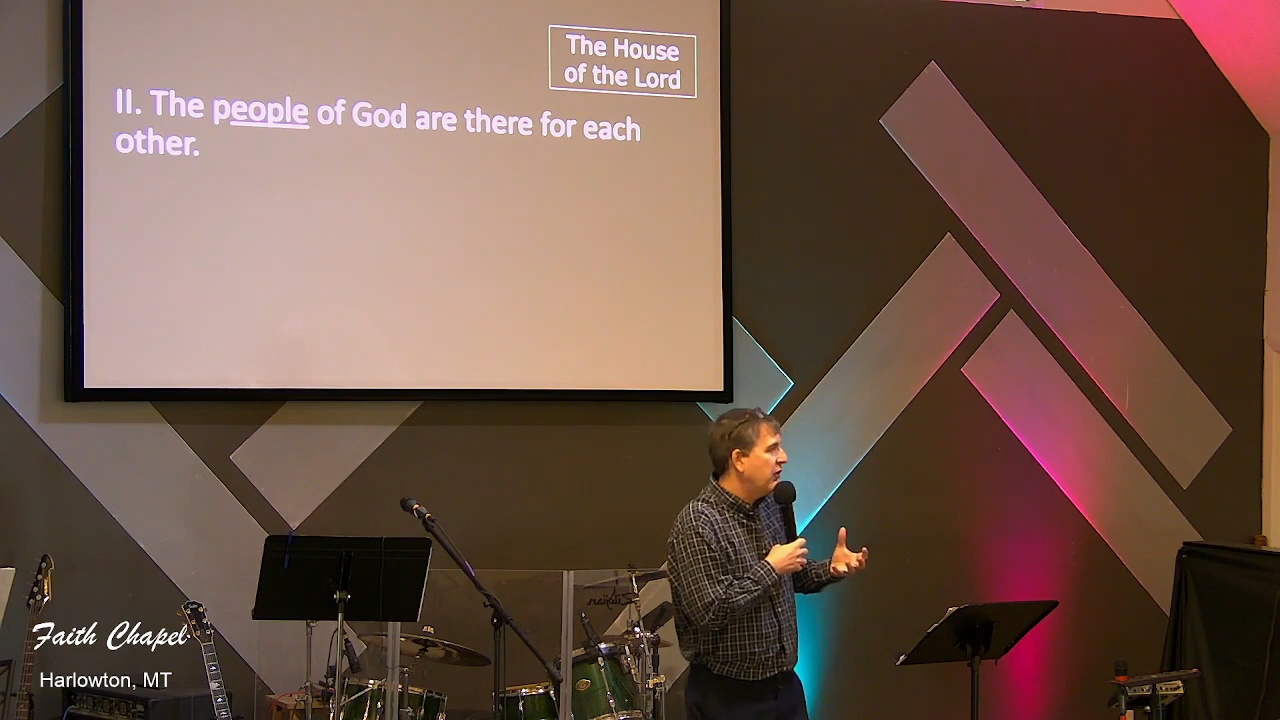 The House
of the Lord
II. The people of God are there for each
other.
Zildjian
Faith Chapel
Harlowton, MT